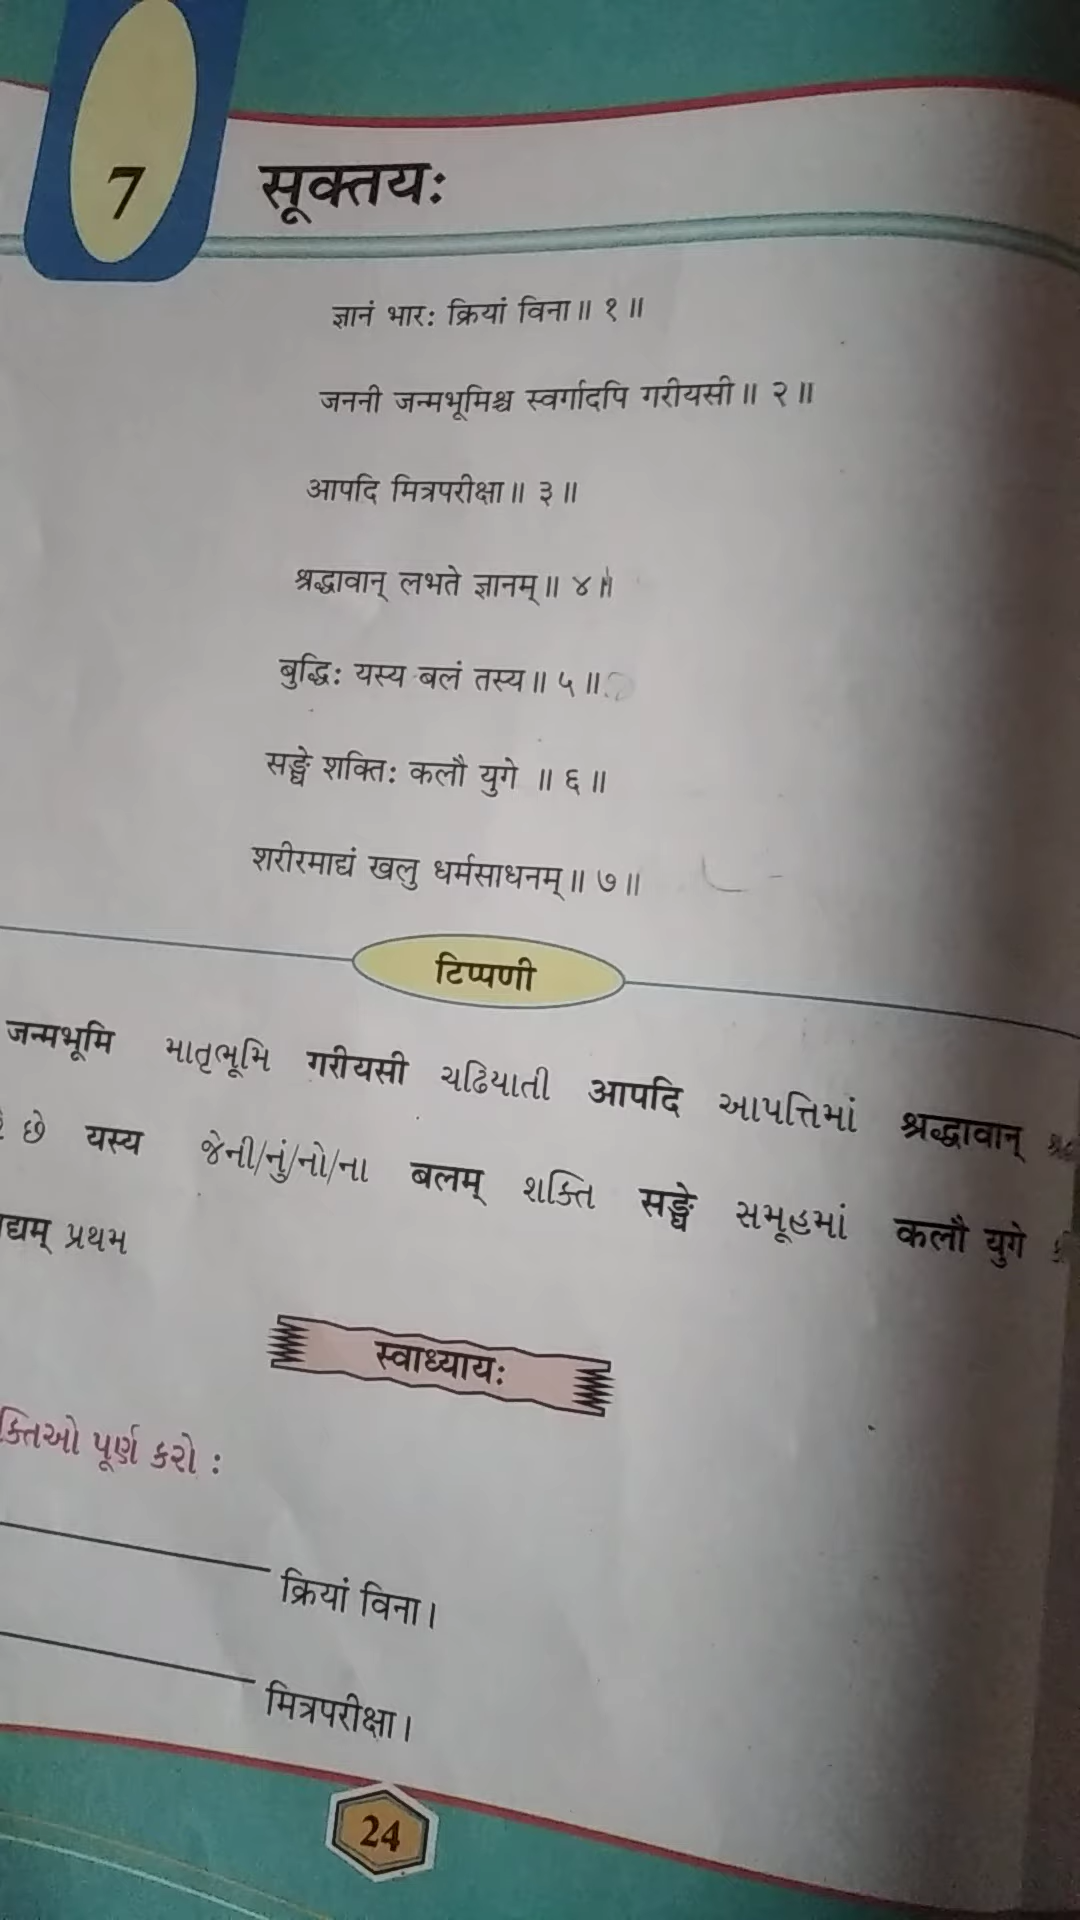 7
सूक्तयः
ज्ञानं भारः क्रियां विना॥ १॥
जननी जन्मभूमिश्च स्वर्गादपि गरीयसी॥ २॥
आपदि मित्रपरीक्षा॥ ३॥
श्रद्धावान् लभते ज्ञानम्॥ ४॥
बुद्धिः यस्य बलं तस्य॥ ५॥
सङ्घे शक्तिः कलौ युगे ॥ ६॥
शरीरमाद्यं खलु धर्मसाधनम्॥ ७॥
टिप्पणी
जन्मभूमि માતૃભૂમિ गरीयसी ચઢિયાતી आपदि આપત્તિમાં श्रद्धावान्
છે यस्य જેની/નું/નો/ના बलम् શક્તિ सङ्घे સમૂહમાં कलौ युगे
પ્રથમ
स्वाध्यायः
પૂર્ણ કરો :
क्रियां विना।
मित्रपरीक्षा।
24